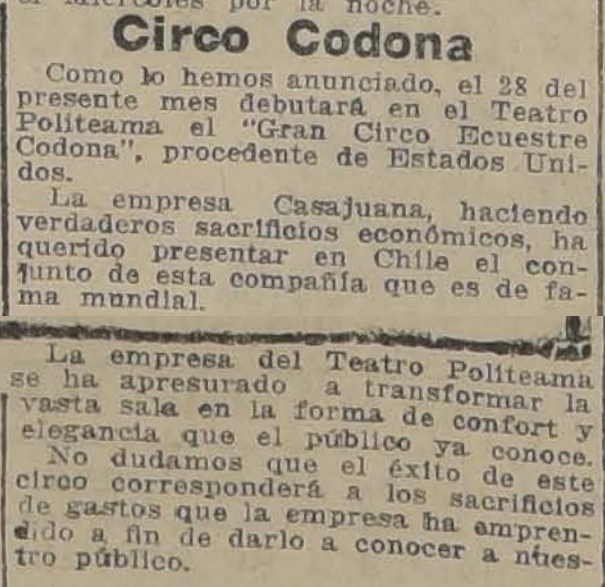 el miércoles por la noche.
Circo Codona
Como lo hemos anunciado, el 28 del
presente mes debutará en el Teatro
Politeama el "Gran Circo Ecuestre
Codona", procedente de Estados Uni-
dos.
La empresa Casajuana, haciendo
verdaderos sacrificios económicos, ha
querido presentar en Chile el con-
junto de esta compañía que es de fa-
ma mundial.
La empresa del Teatro Politeama
se ha apresurado a transformar la
vasta sala en la forma de confort y
elegancia que el público ya conoce.
No dudamos que el éxito de este
circo corresponderá a los sacrificios
de gastos que la empresa ha empren-
dido a fin de darlo a conocer a nues-
tro público.